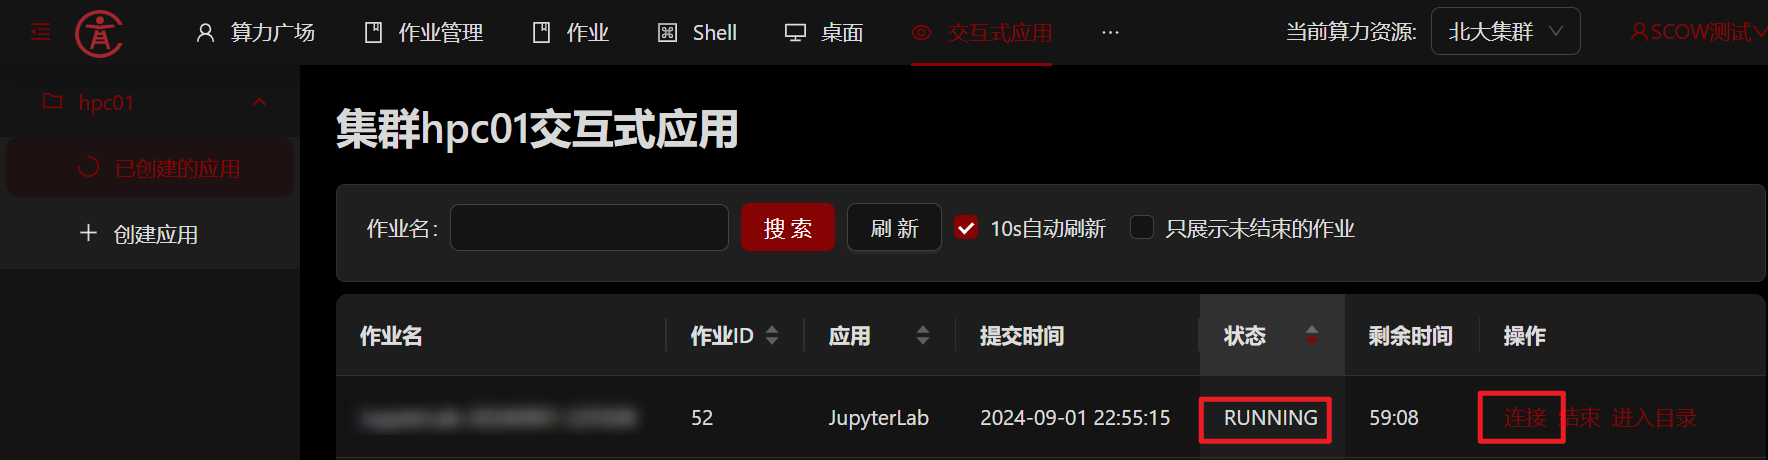 算力广场 作业管理 作业 Shell 桌面 交互式应用 ··· 当前算力资源: 北大集群 SCOW测试
hpc01
已创建的应用
创建应用
集群hpc01交互式应用
作业名: 搜 索 刷 新 10s自动刷新 只展示未结束的作业
作业名 作业ID 应用 提交时间 状态 剩余时间 操作
52 JupyterLab 2024-09-01 22:55:15 RUNNING 59:08 连接 结束 进入目录